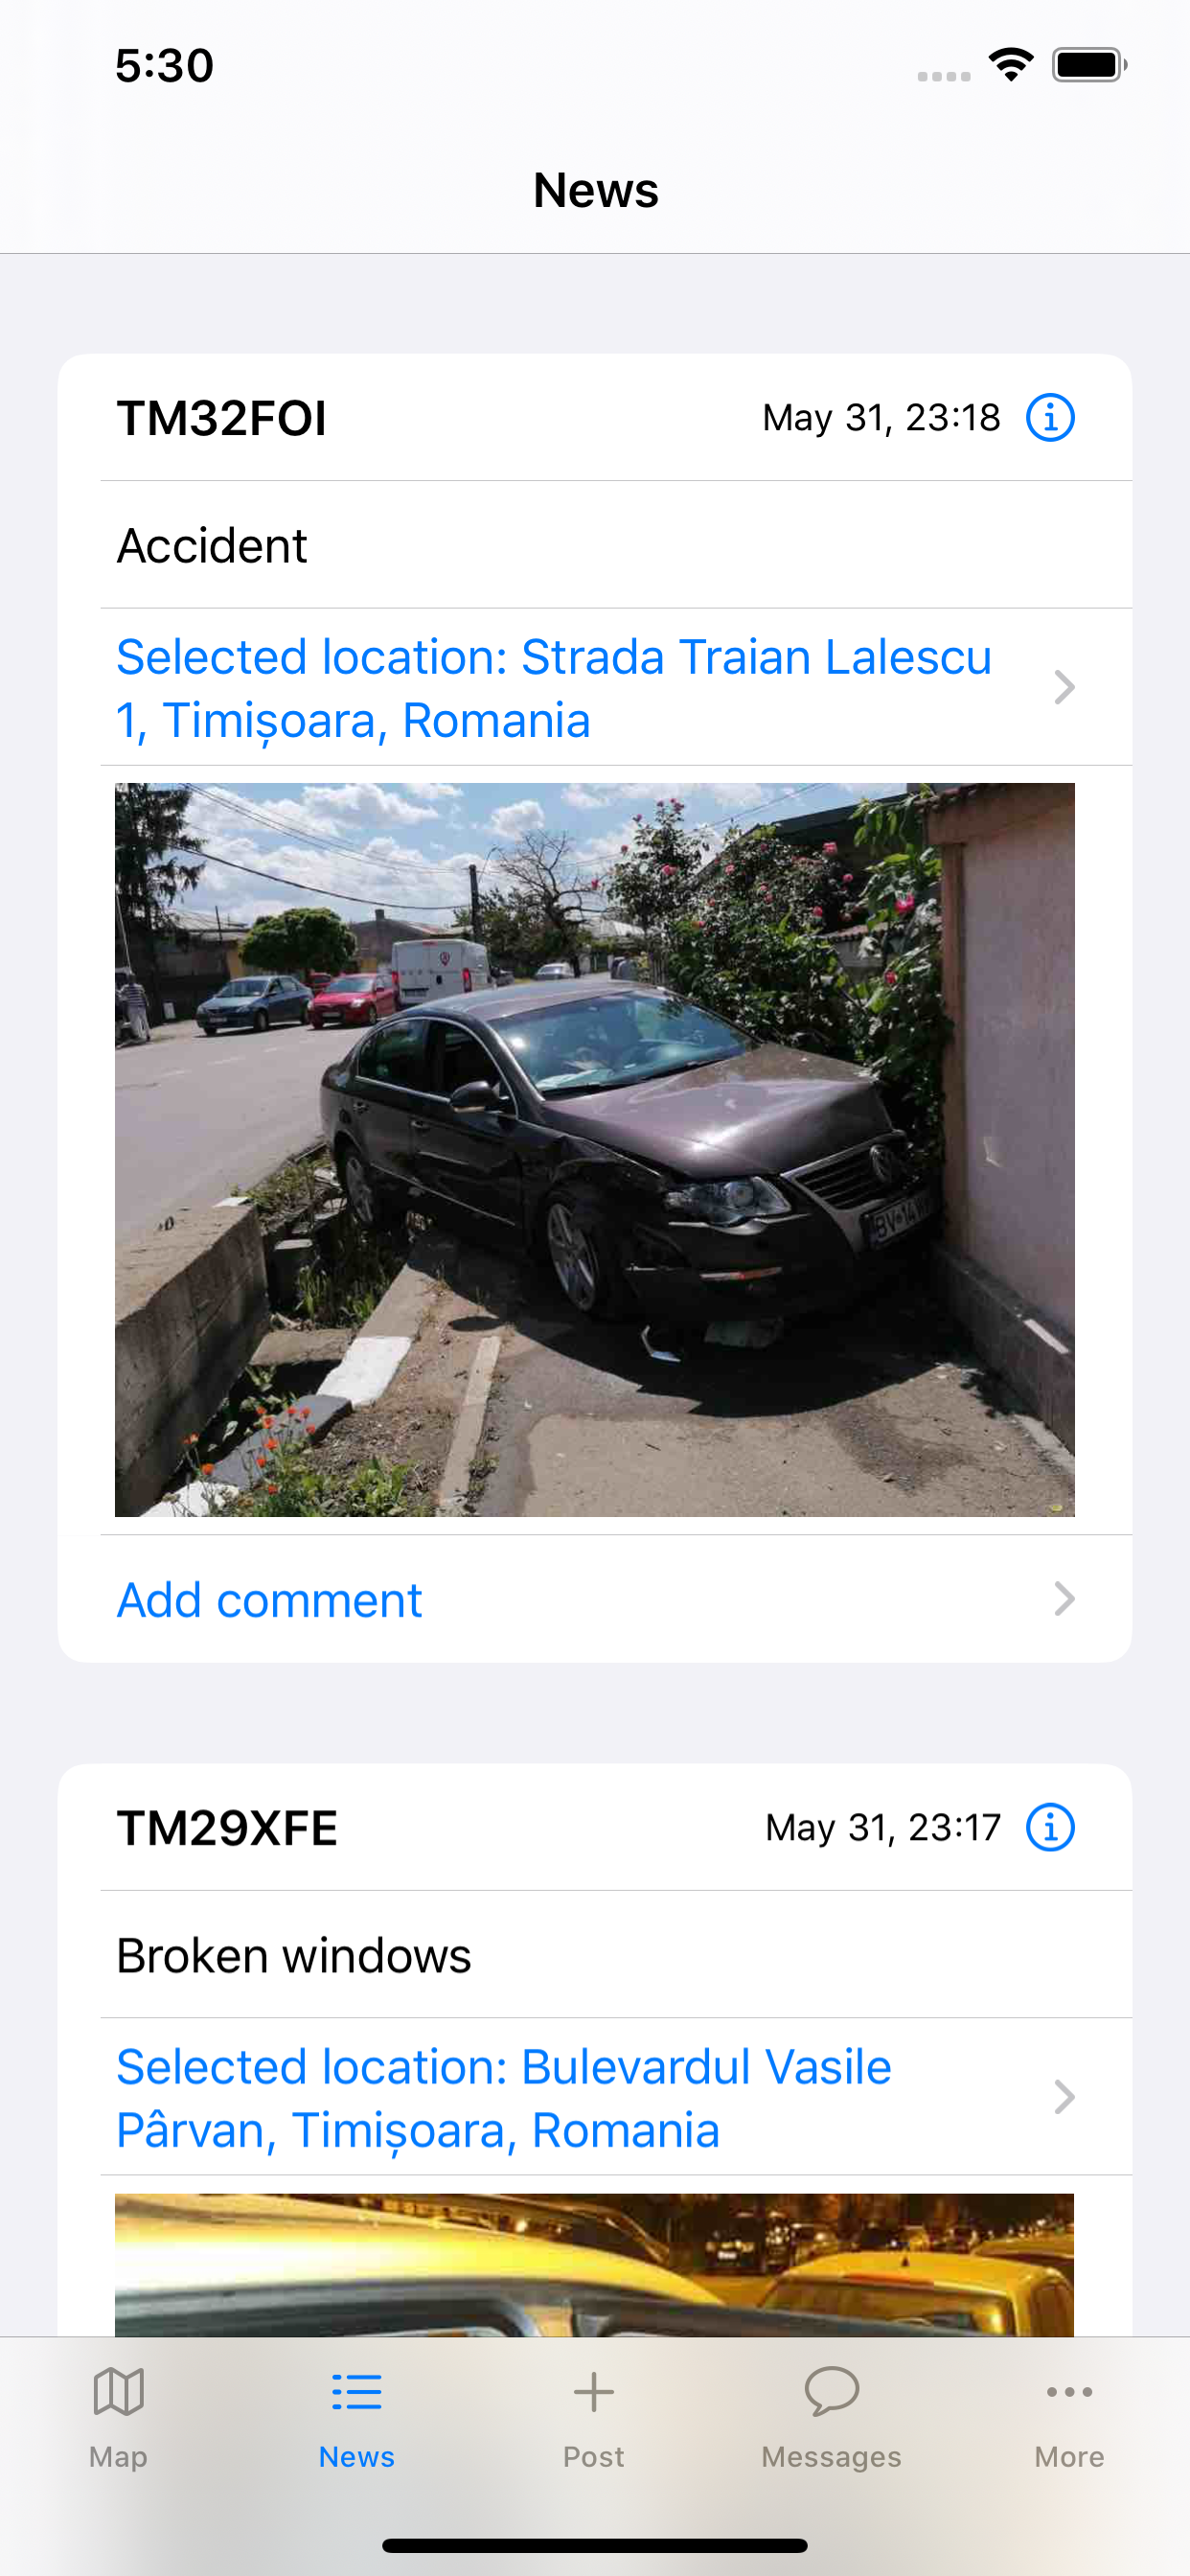 5:30
News
TM32FOI
May 31, 23:18
Accident
Selected location: Strada Traian Lalescu
1, Timișoara, Romania
Add comment
TM29XFE
May 31, 23:17
Broken windows
Selected location: Bulevardul Vasile
Pârvan, Timișoara, Romania
Map
News
Post
Messages
More